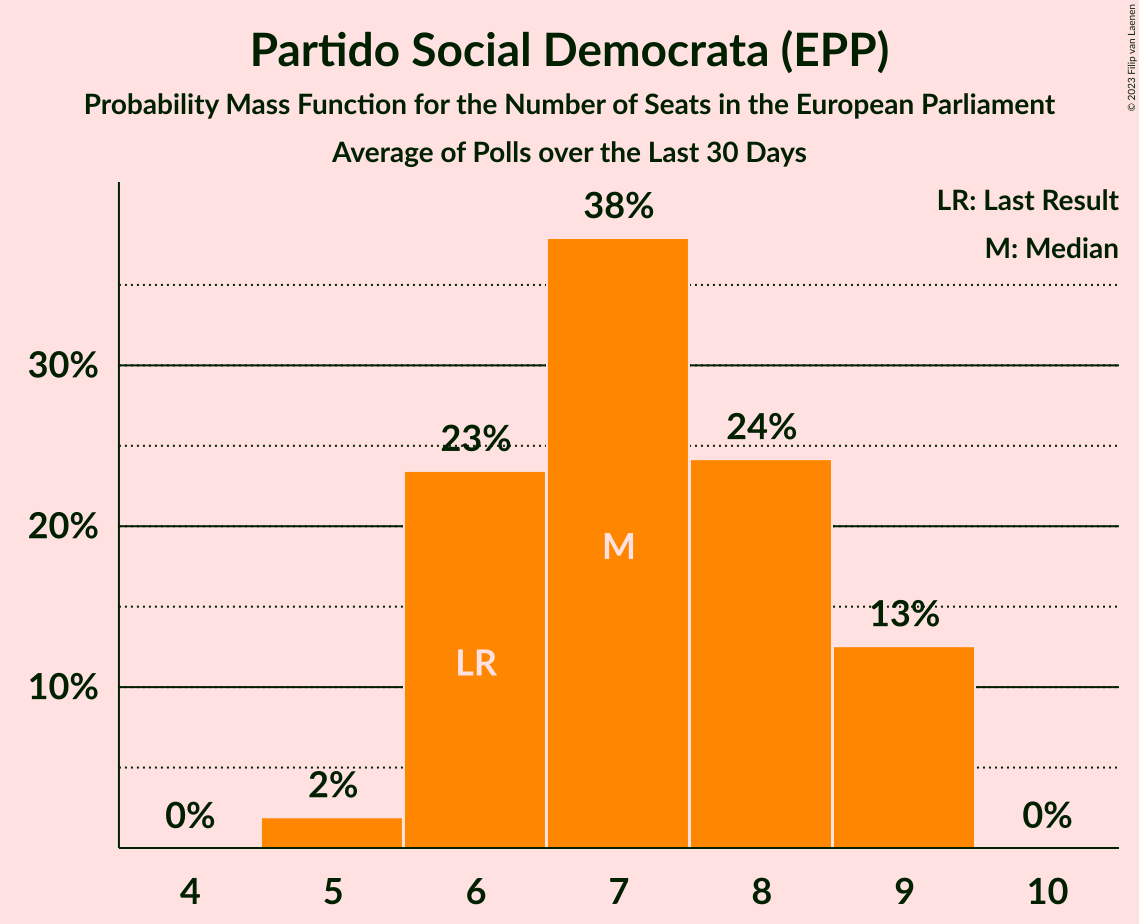 Partido Social Democrata (EPP)
Probability Mass Function for the Number of Seats in the European Parliament
Average of Polls over the Last 30 Days
© 2023 Filip van Laenen
LR: Last Result
M: Median
38%
30%
23%
24%
20%
M
13%
LR
10%
2%
0%
0%
4 5 6 7 8 9 10